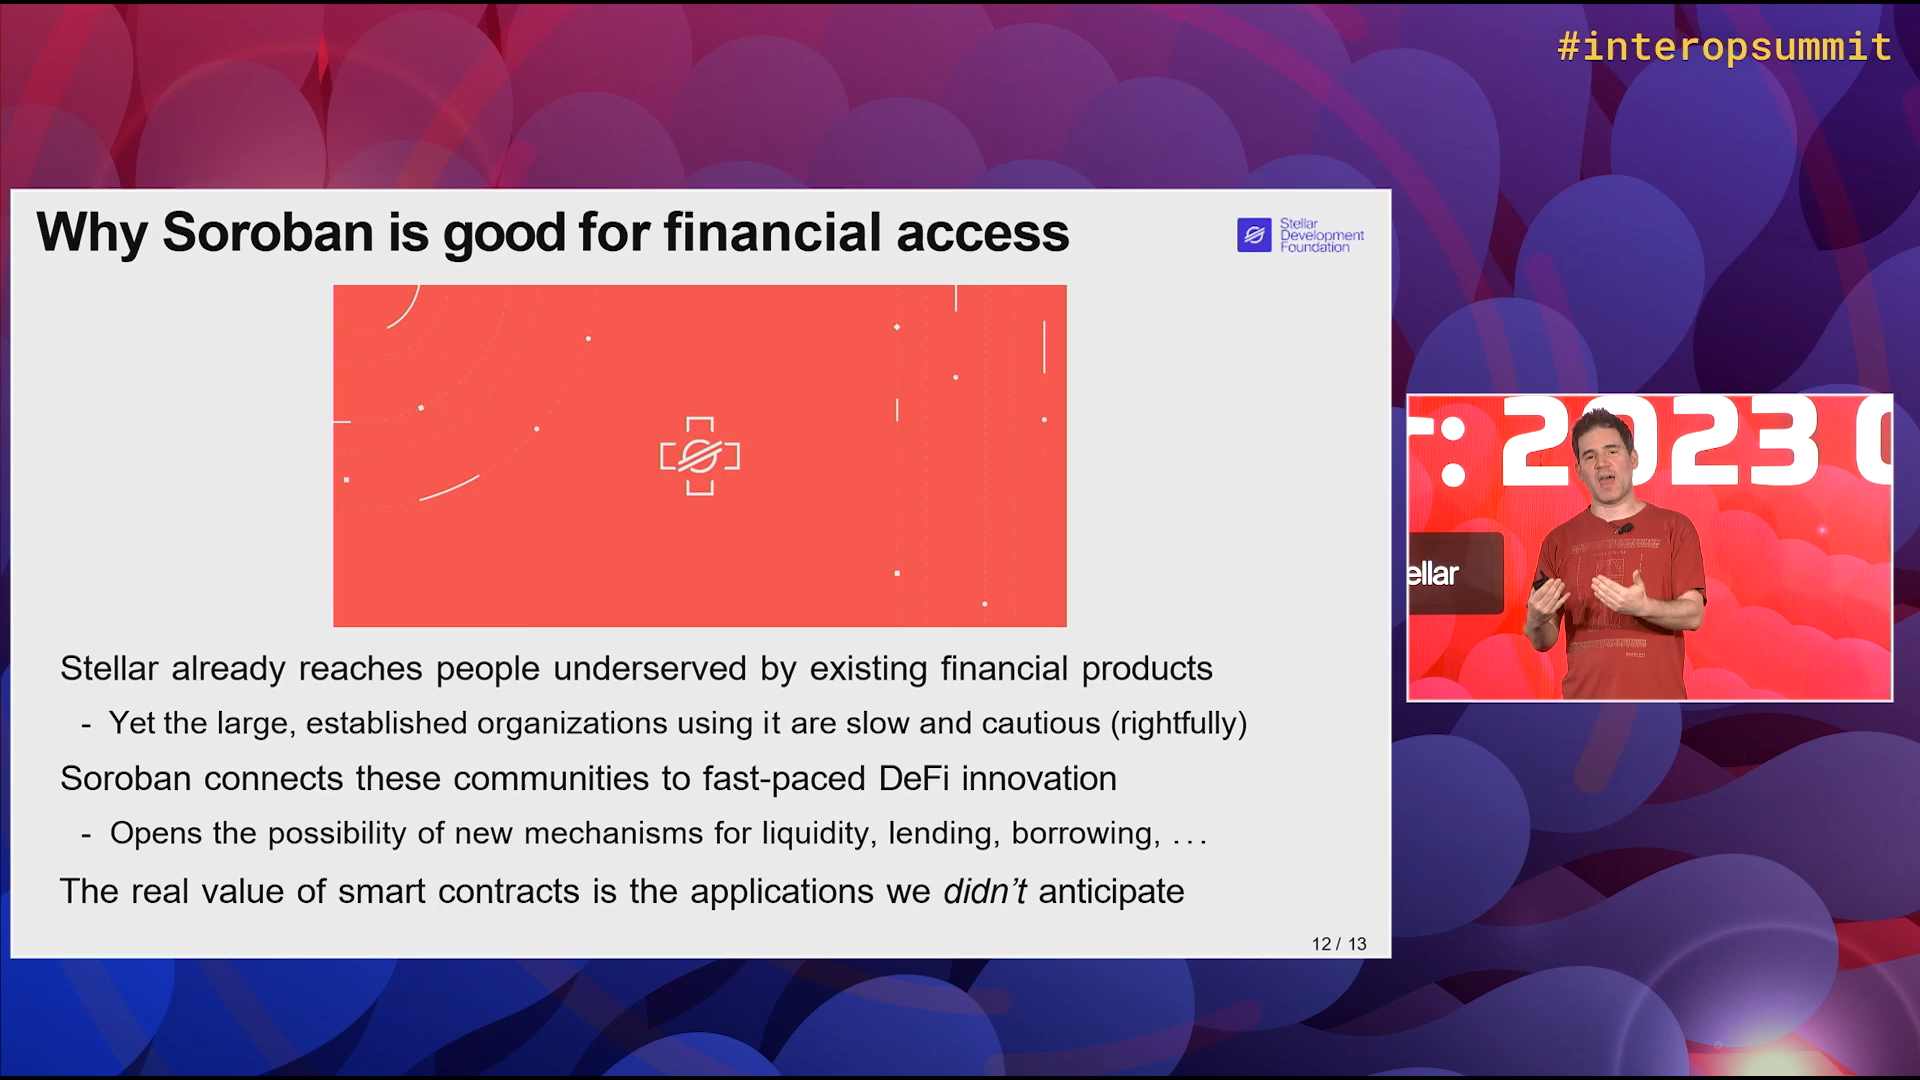 #interopsummit
Why Soroban is good for financial access
Stellar
Development
Foundation
Stellar already reaches people underserved by existing financial products
- Yet the large, established organizations using it are slow and cautious (rightfully)
Soroban connects these communities to fast-paced DeFi innovation
- Opens the possibility of new mechanisms for liquidity, lending, borrowing, ...
The real value of smart contracts is the applications we didn't anticipate
12 / 13
: 2023
ellar